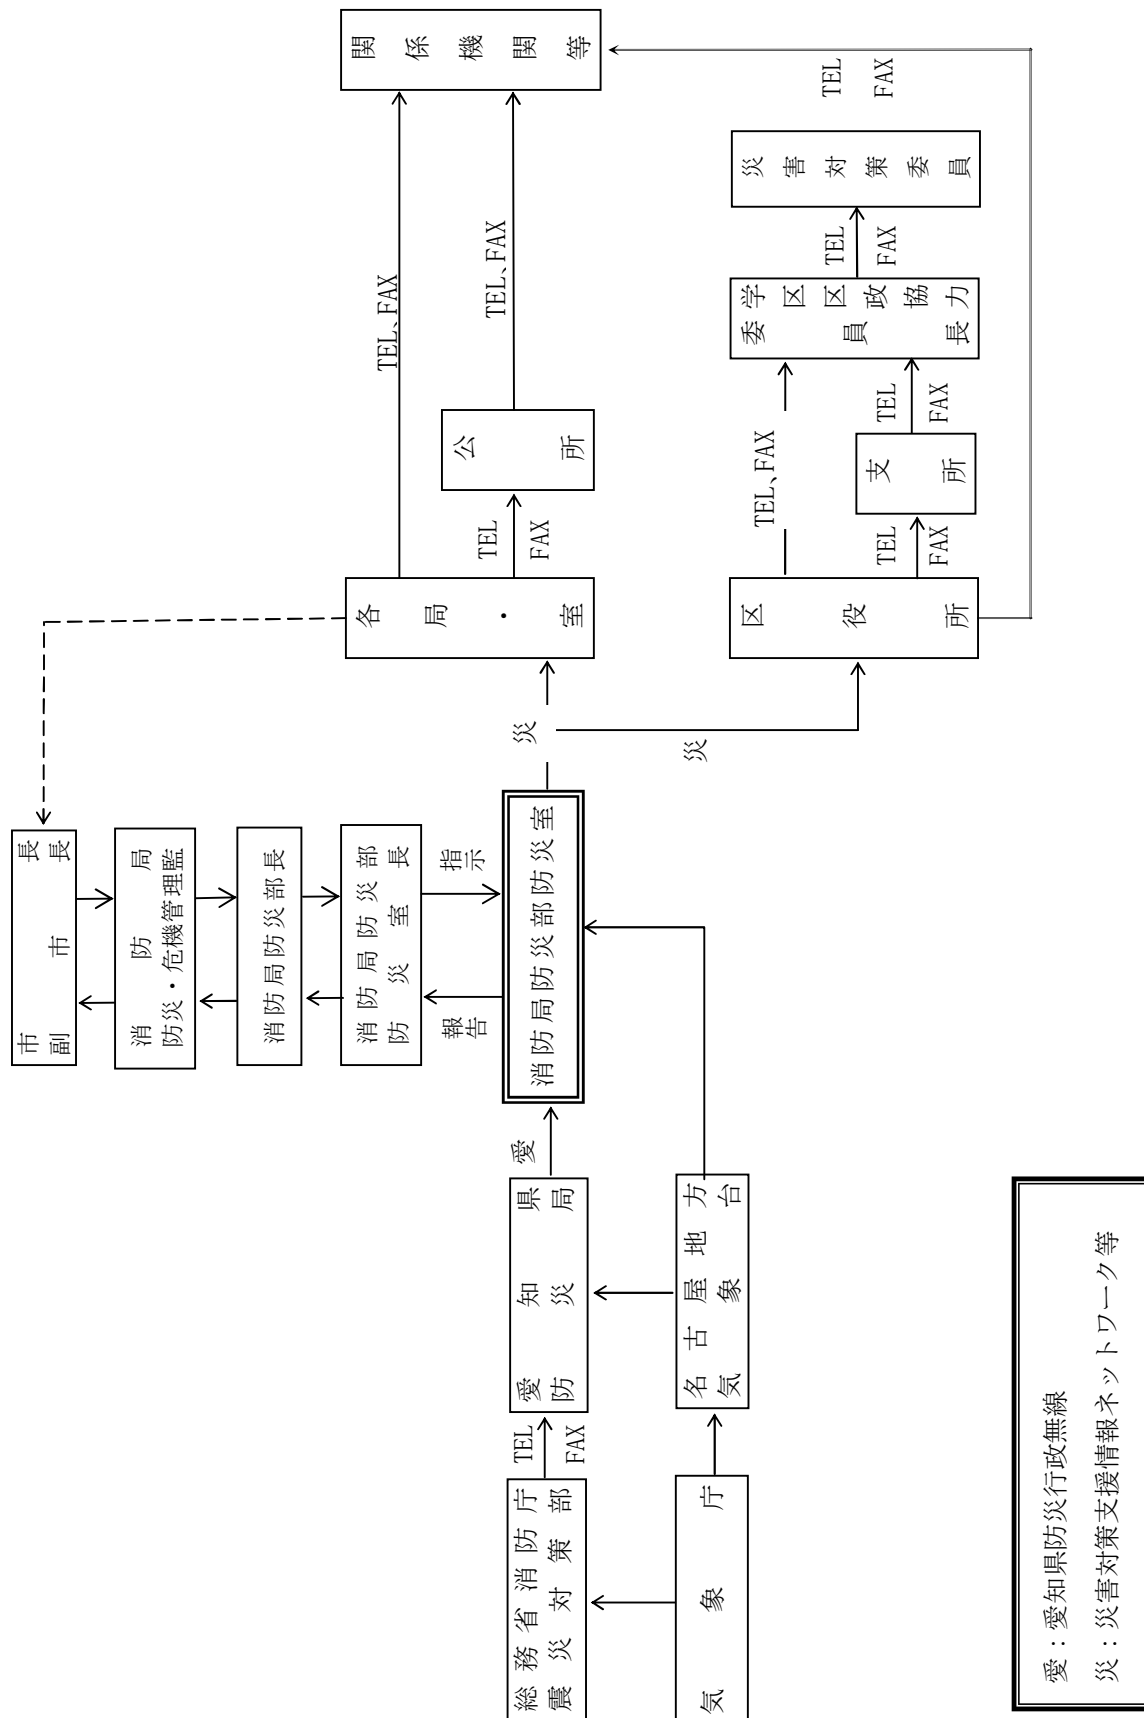 市長
副市長
消防局
防災・危機管理監
消防局防災部長
消防局防災部
防災室長
報告
指示
総務省消防庁
震災対策部
TEL
FAX
愛知県
防災局
愛
消防局防災部防災室
災
各局・室
TEL、FAX
TEL
FAX
公所
TEL、FAX
関係機関等
気象庁
名古屋地方
気象台
災
区役所
TEL、FAX
TEL
FAX
支所
TEL
FAX
学区区政協力
委員長
TEL
FAX
災害対策委員
TEL
FAX
愛：愛知県防災行政無線
災：災害対策支援情報ネットワーク等